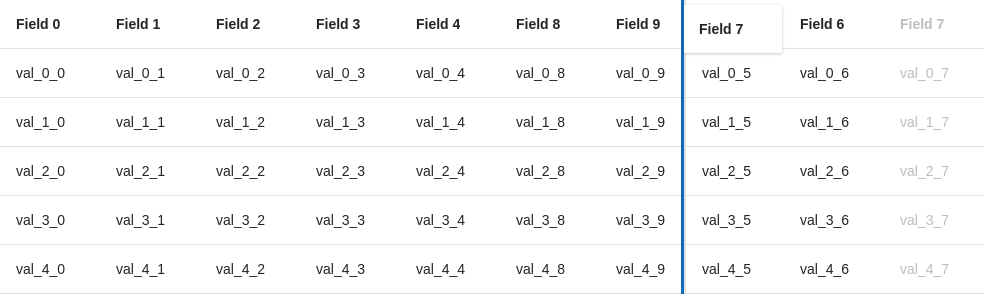 Field 0 Field 1 Field 2 Field 3 Field 4 Field 8 Field 9 Field 7 Field 6 Field 7
val_0_0 val_0_1 val_0_2 val_0_3 val_0_4 val_0_8 val_0_9 val_0_5 val_0_6 val_0_7
val_1_0 val_1_1 val_1_2 val_1_3 val_1_4 val_1_8 val_1_9 val_1_5 val_1_6 val_1_7
val_2_0 val_2_1 val_2_2 val_2_3 val_2_4 val_2_8 val_2_9 val_2_5 val_2_6 val_2_7
val_3_0 val_3_1 val_3_2 val_3_3 val_3_4 val_3_8 val_3_9 val_3_5 val_3_6 val_3_7
val_4_0 val_4_1 val_4_2 val_4_3 val_4_4 val_4_8 val_4_9 val_4_5 val_4_6 val_4_7